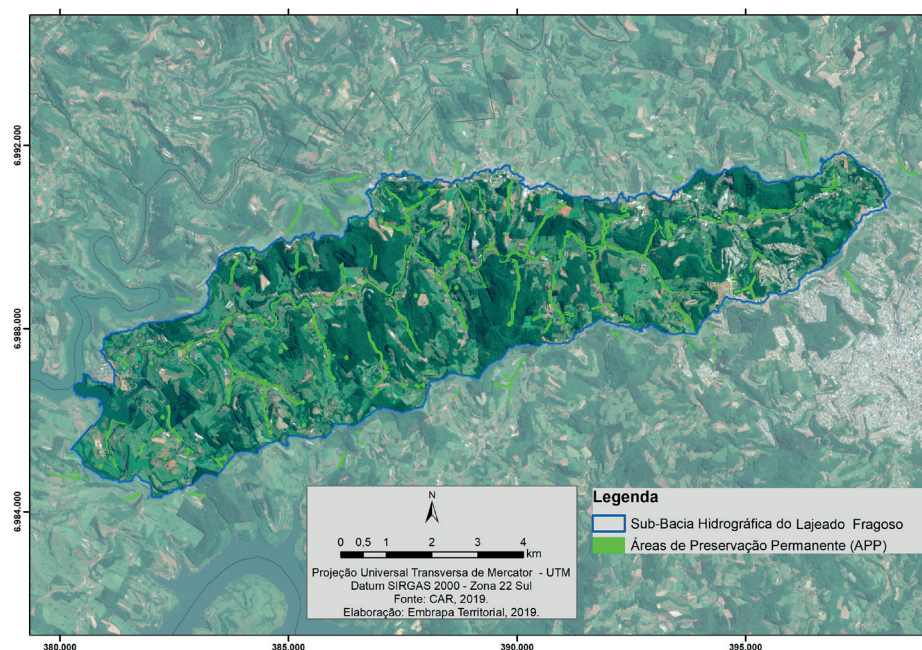 6.992.000
6.988.000
6.984.000
N
0 0,5 1 2 3 4
km
Projeção Universal Transversa de Mercator - UTM
Datum SIRGAS 2000 - Zona 22 Sul
Fonte: CAR, 2019.
Elaboração: Embrapa Territorial, 2019.
Legenda
Sub-Bacia Hidrográfica do Lajeado Fragoso
Áreas de Preservação Permanente (APP)
380.000 385.000 390.000 395.000